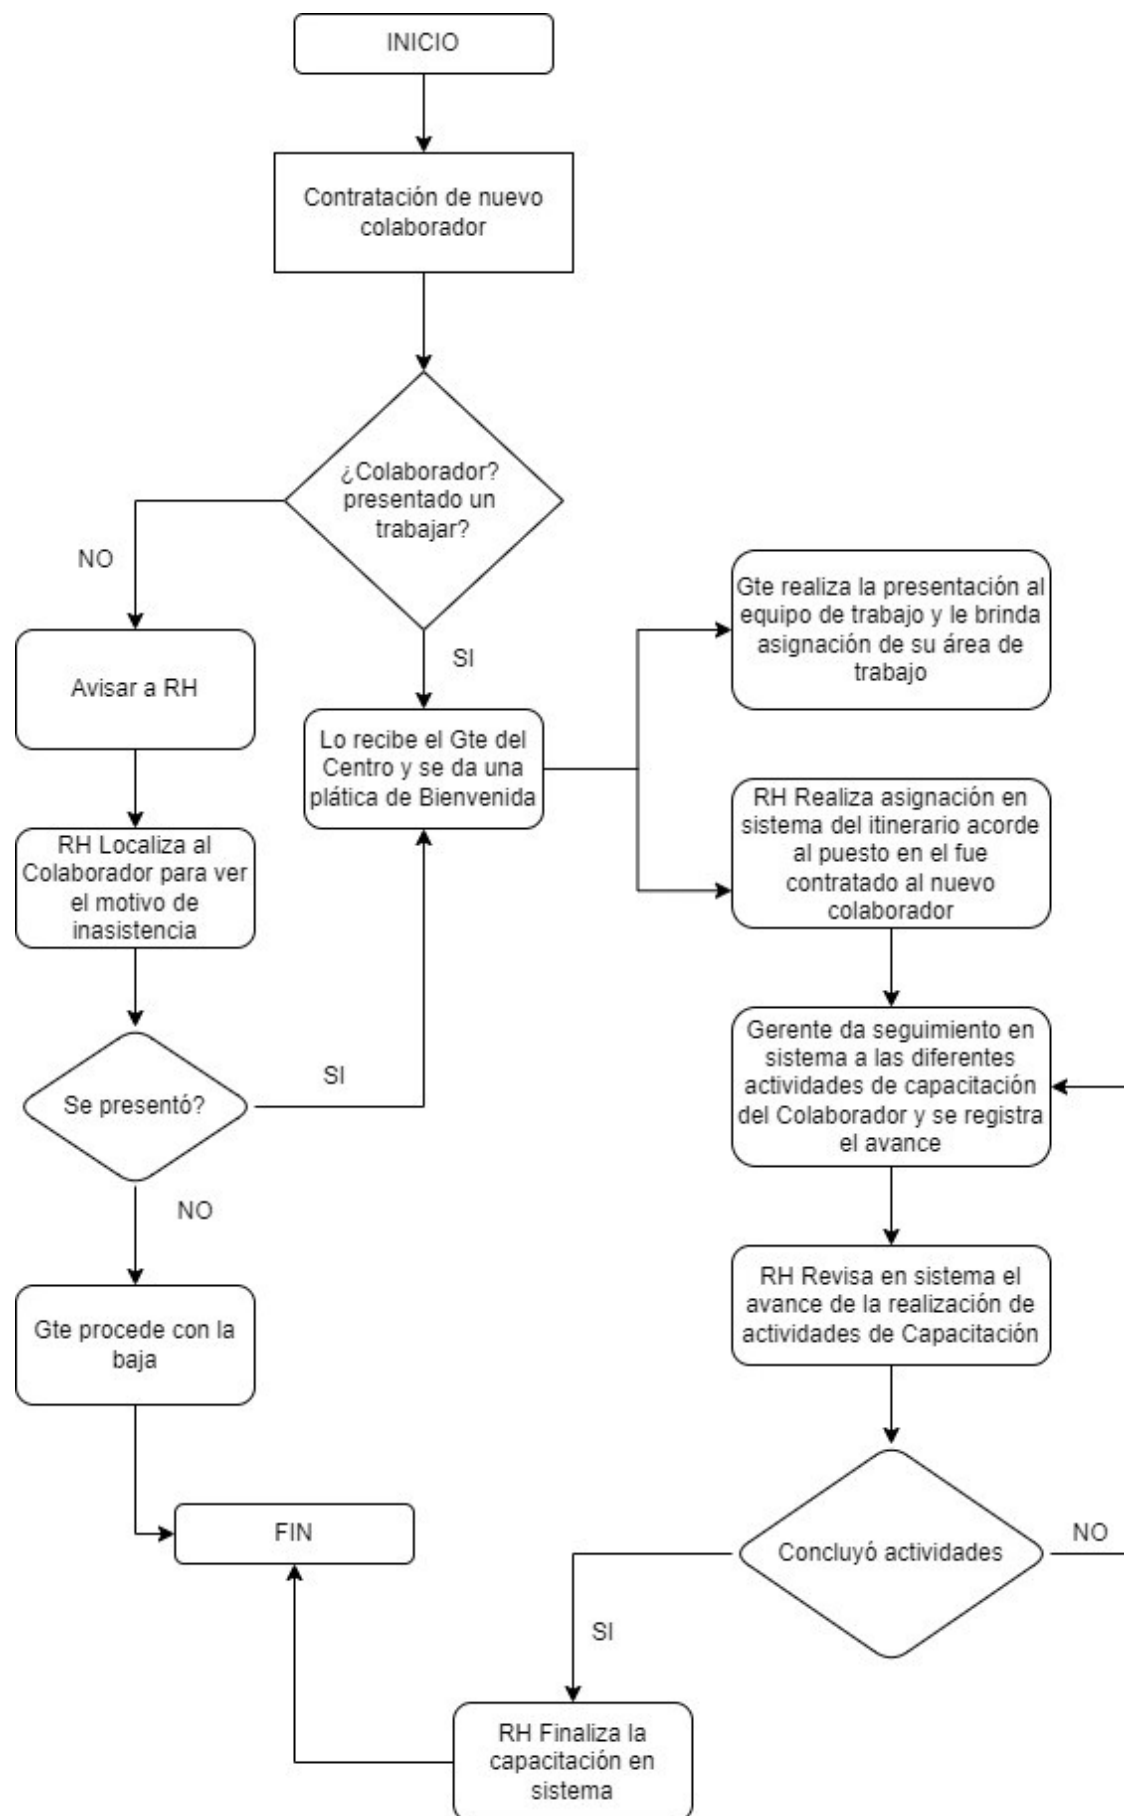 INICIO
Contratación de nuevo
colaborador
¿Colaborador?
presentado un
trabajar?
NO
SI
Avisar a RH
Lo recibe el Gte del
Centro y se da una
plática de Bienvenida
Gte realiza la presentación al
equipo de trabajo y le brinda
asignación de su área de
trabajo
RH Realiza asignación en
sistema del itinerario acorde
al puesto en el fue
contratado al nuevo
colaborador
RH Localiza al
Colaborador para ver
el motivo de
inasistencia
Se presentó?
SI
NO
Gte procede con la
baja
Gerente da seguimiento en
sistema a las diferentes
actividades de capacitación
del Colaborador y se registra
el avance
RH Revisa en sistema el
avance de la realización de
actividades de Capacitación
Concluyó actividades
NO
SI
RH Finaliza la
capacitación en
sistema
FIN